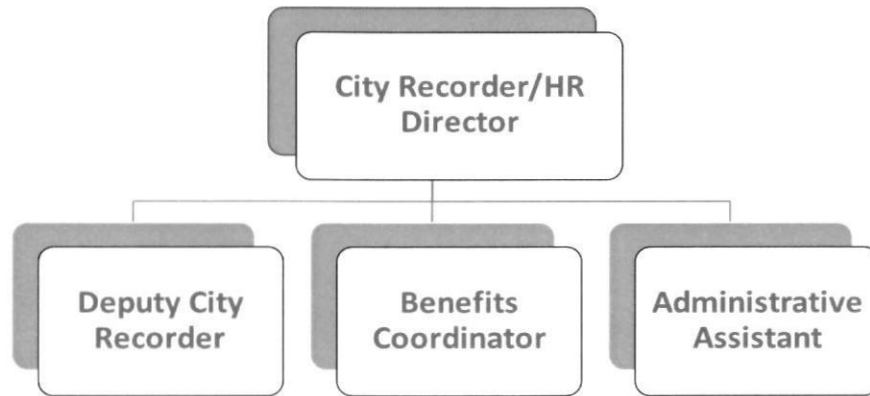 City Recorder/HR
Director
Deputy City
Recorder
Benefits
Coordinator
Administrative
Assistant